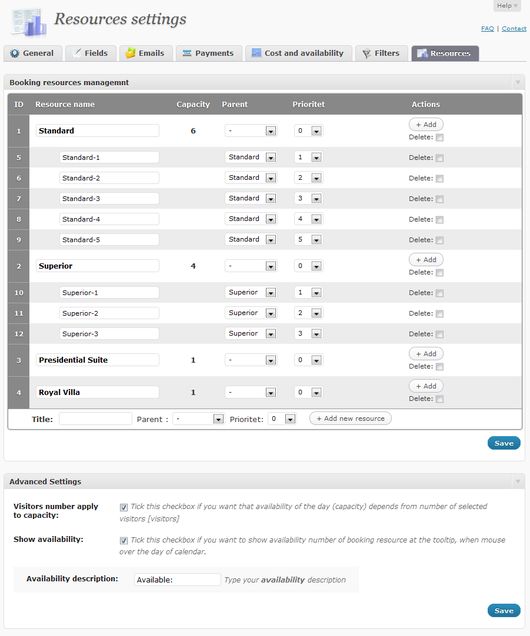 Help
Resources settings
FAQ | Contact
General Fields Emails Payments Cost and availability Filters Resources
Booking resources managemnt
ID Resource name Capacity Parent Prioritet Actions
1 Standard 6 - 0 + Add
Delete:
5 Standard-1 Standard 1 Delete:
6 Standard-2 Standard 2 Delete:
7 Standard-3 Standard 3 Delete:
8 Standard-4 Standard 4 Delete:
9 Standard-5 Standard 5 Delete:
2 Superior 4 - 0 + Add
Delete:
10 Superior-1 Superior 1 Delete:
11 Superior-2 Superior 2 Delete:
12 Superior-3 Superior 3 Delete:
3 Presidential Suite 1 - 0 + Add
Delete:
4 Royal Villa 1 - 0 + Add
Delete:
Title: Parent : - Prioritet: 0 + Add new resource
Save
Advanced Settings
Visitors number apply Tick this checkbox if you want that availability of the day (capacity) depends from number of selected
to capacity: visitors [visitors]
Show availability: Tick this checkbox if you want to show availability number of booking resource at the tooltip, when mouse
over the day of calendar.
Availability description: Available: Type your availability description
Save